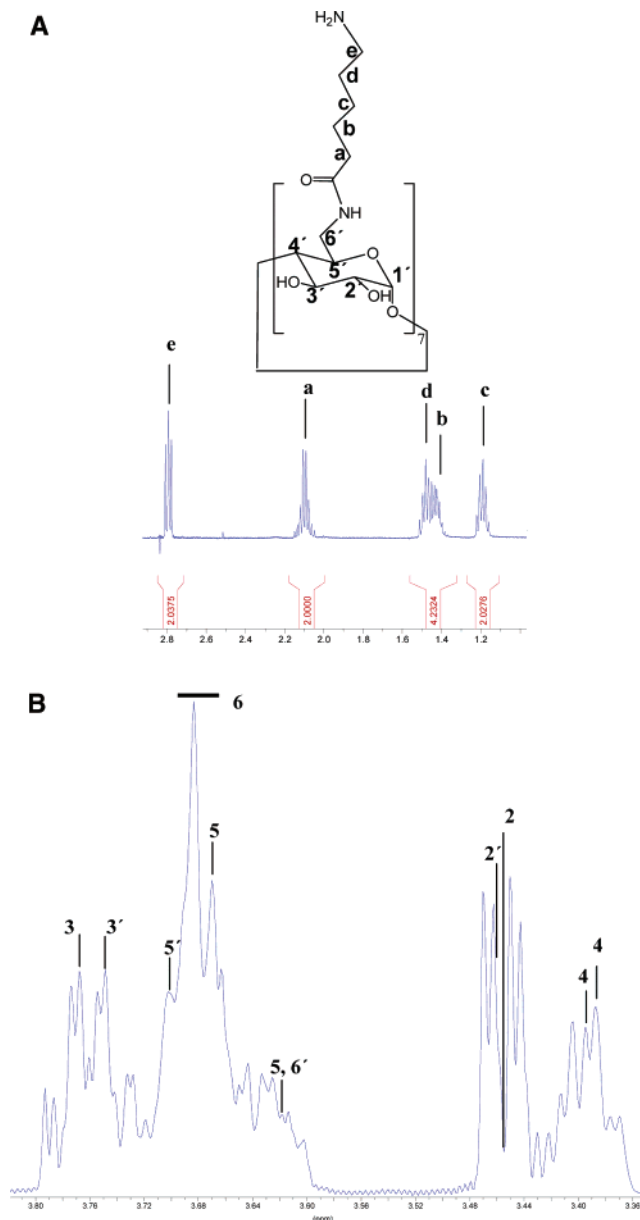 A
H₂N
e
d
c
b
a
O
NH
6´
4´
O
5´
1´
HO
3´
2´
OH
O
7
e
a
d
b
c
2.0375
2.0000
4.2324
2.0276
2.8 2.6 2.4 2.2 2.0 1.8 1.6 1.4 1.2
B
6
5
2
2´
3
3´
5´
4
4
5, 6´
3.80 3.76 3.72 3.68 3.64 3.60 3.56 3.52 3.48 3.44 3.40 3.36
(ppm)